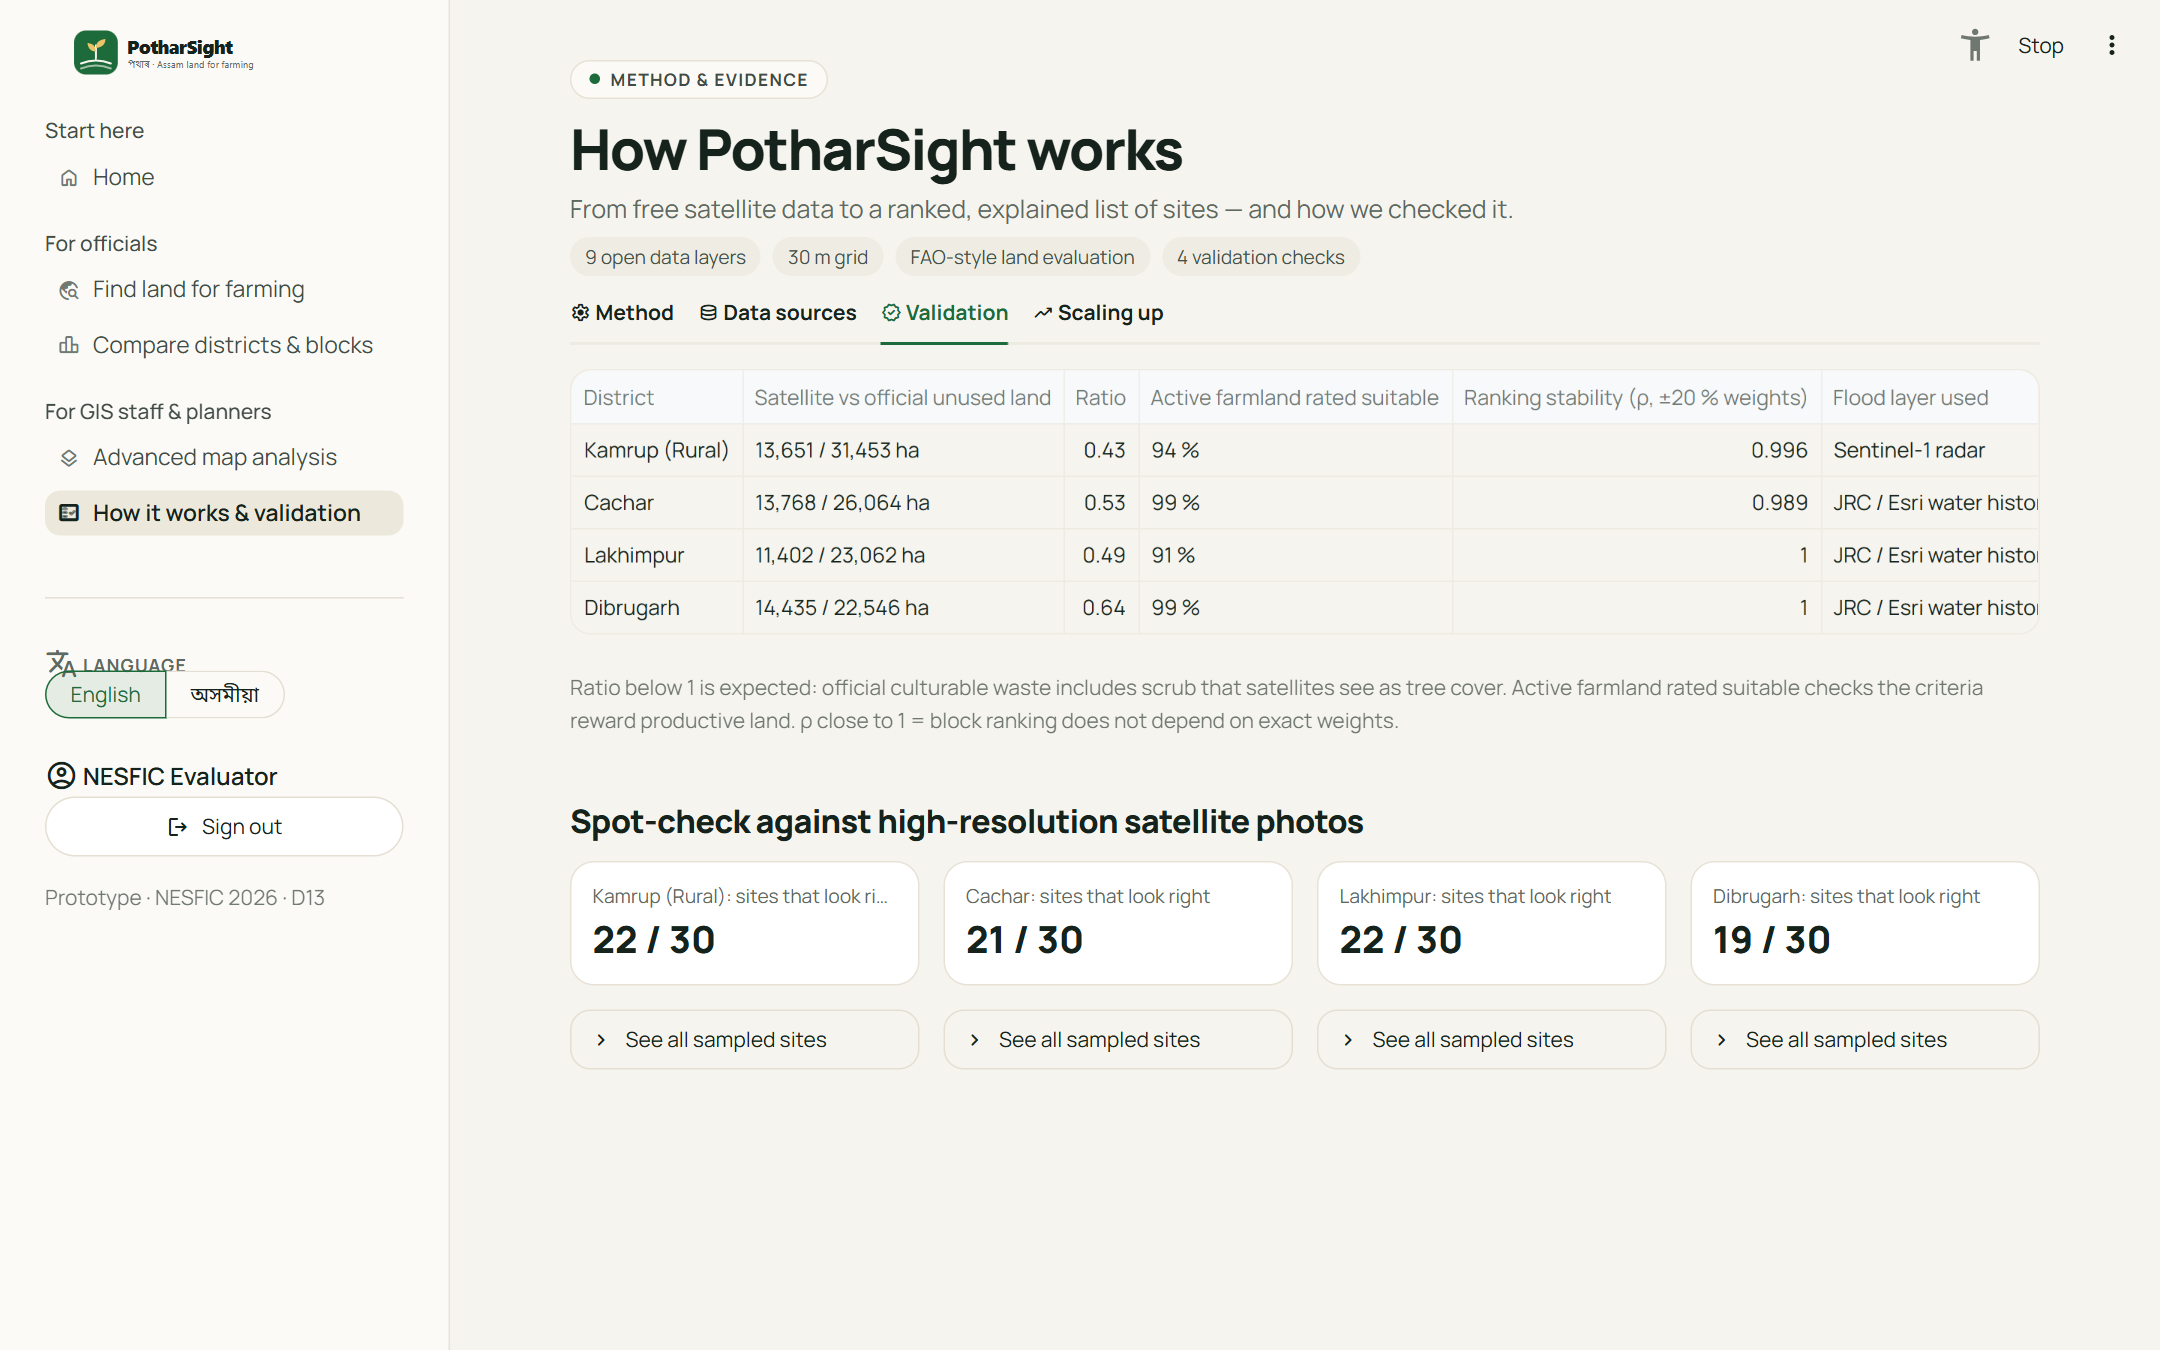 PotharSight
পথাৰ · Assam land for farming
Start here
Home
For officials
Find land for farming
Compare districts & blocks
For GIS staff & planners
Advanced map analysis
How it works & validation
LANGUAGE
English
অসমীয়া
NESFIC Evaluator
Sign out
Prototype · NESFIC 2026 · D13
Stop
METHOD & EVIDENCE
How PotharSight works
From free satellite data to a ranked, explained list of sites — and how we checked it.
9 open data layers 30 m grid FAO-style land evaluation 4 validation checks
Method Data sources Validation Scaling up
District Satellite vs official unused land Ratio Active farmland rated suitable Ranking stability (ρ, ±20 % weights) Flood layer used
Kamrup (Rural) 13,651 / 31,453 ha 0.43 94 % 0.996 Sentinel-1 radar
Cachar 13,768 / 26,064 ha 0.53 99 % 0.989 JRC / Esri water histor
Lakhimpur 11,402 / 23,062 ha 0.49 91 % 1 JRC / Esri water histor
Dibrugarh 14,435 / 22,546 ha 0.64 99 % 1 JRC / Esri water histor
Ratio below 1 is expected: official culturable waste includes scrub that satellites see as tree cover. Active farmland rated suitable checks the criteria
reward productive land. ρ close to 1 = block ranking does not depend on exact weights.
Spot-check against high-resolution satellite photos
Kamrup (Rural): sites that look ri... Cachar: sites that look right Lakhimpur: sites that look right Dibrugarh: sites that look right
22 / 30 21 / 30 22 / 30 19 / 30
See all sampled sites See all sampled sites See all sampled sites See all sampled sites